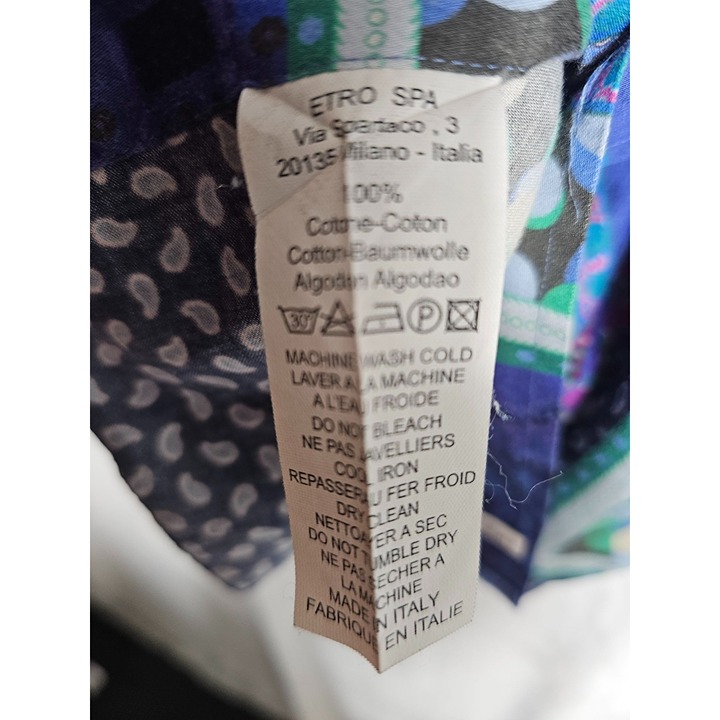 ETRO SPA
Via Spartaco , 3
20135 Milano - Italia
100%
Cotone-Coton
Cotton-Baumwolle
Algodon Algodao
30° P
MACHINE WASH COLD
LAVER A LA MACHINE
A L'EAU FROIDE
DO NOT BLEACH
NE PAS JAVELLIERS
COOL IRON
REPASSER AU FER FROID
DRY CLEAN
NETTOYER A SEC
DO NOT TUMBLE DRY
NE PAS SECHER A
LA MACHINE
MADE IN ITALY
FABRIQUE EN ITALIE